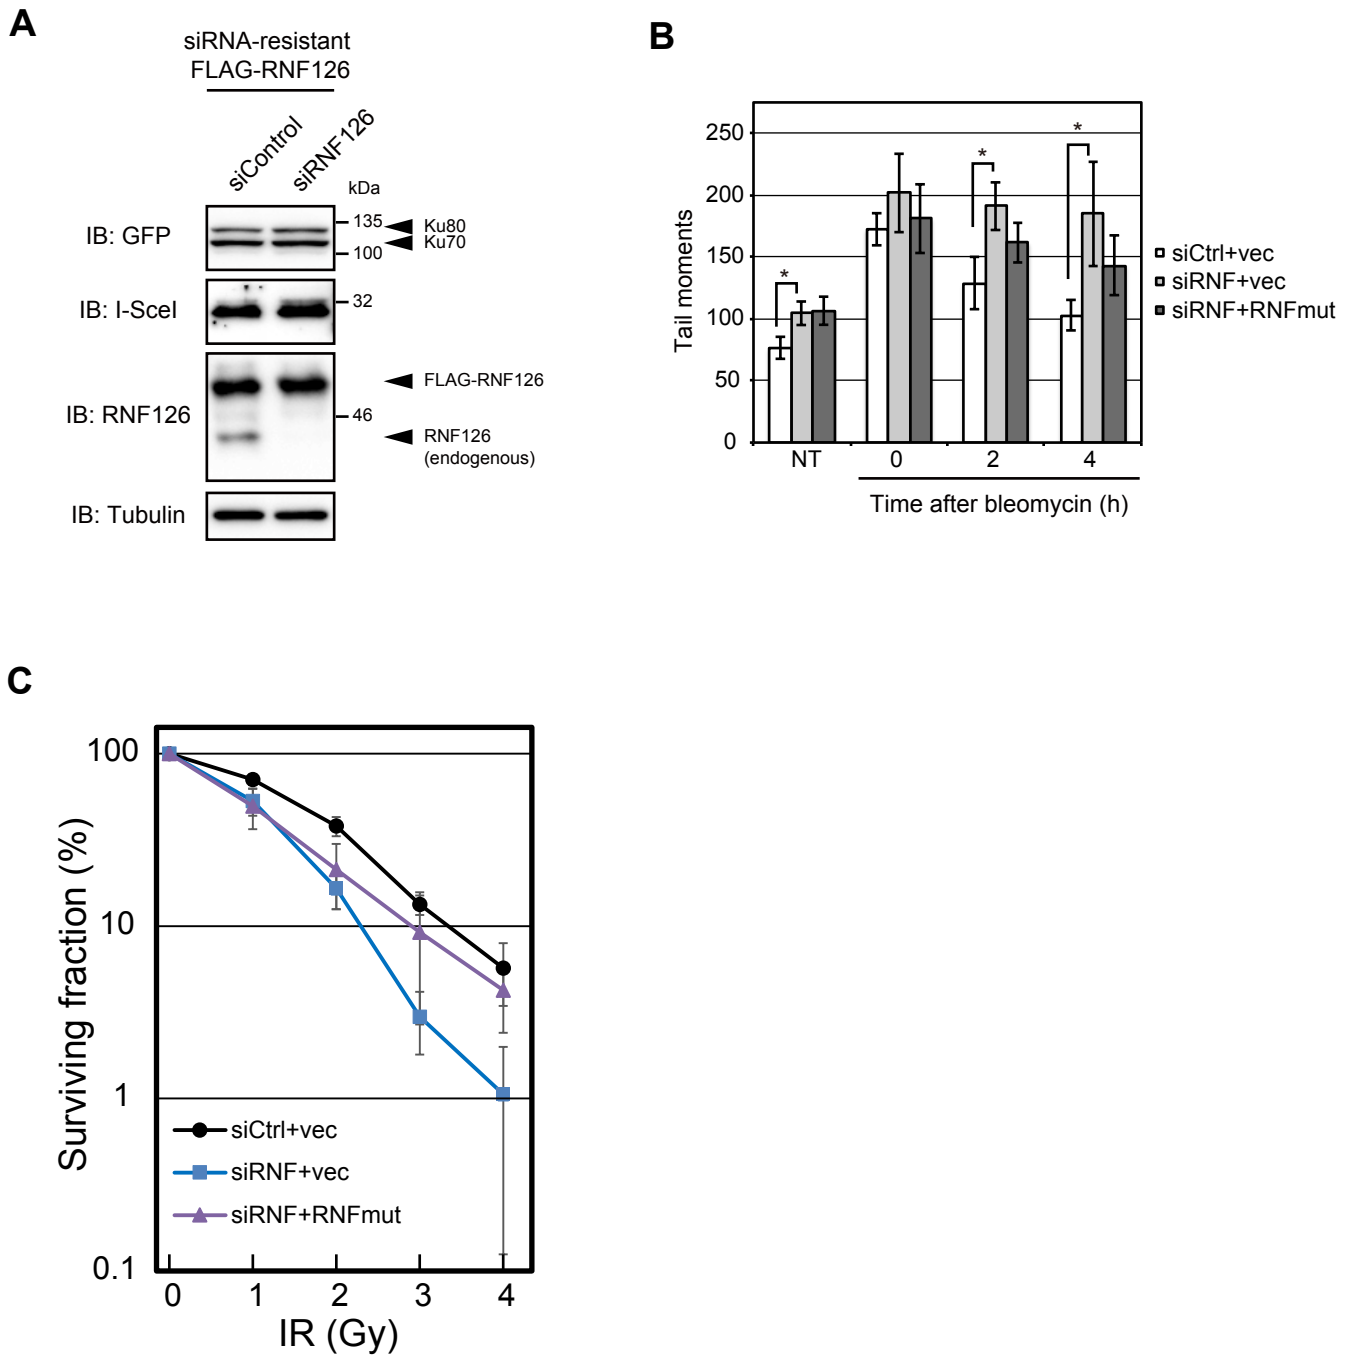 A
siRNA-resistant
FLAG-RNF126
siControl
siRNF126
kDa
IB: GFP
135
Ku80
Ku70
100
IB: I-SceI
32
IB: RNF126
FLAG-RNF126
46
RNF126
(endogenous)
IB: Tubulin
B
Tail moments
250
200
150
100
50
0
*
*
*
NT
0
2
4
Time after bleomycin (h)
siCtrl+vec
siRNF+vec
siRNF+RNFmut
C
Surviving fraction (%)
100
10
1
0.1
siCtrl+vec
siRNF+vec
siRNF+RNFmut
0
1
2
3
4
IR (Gy)